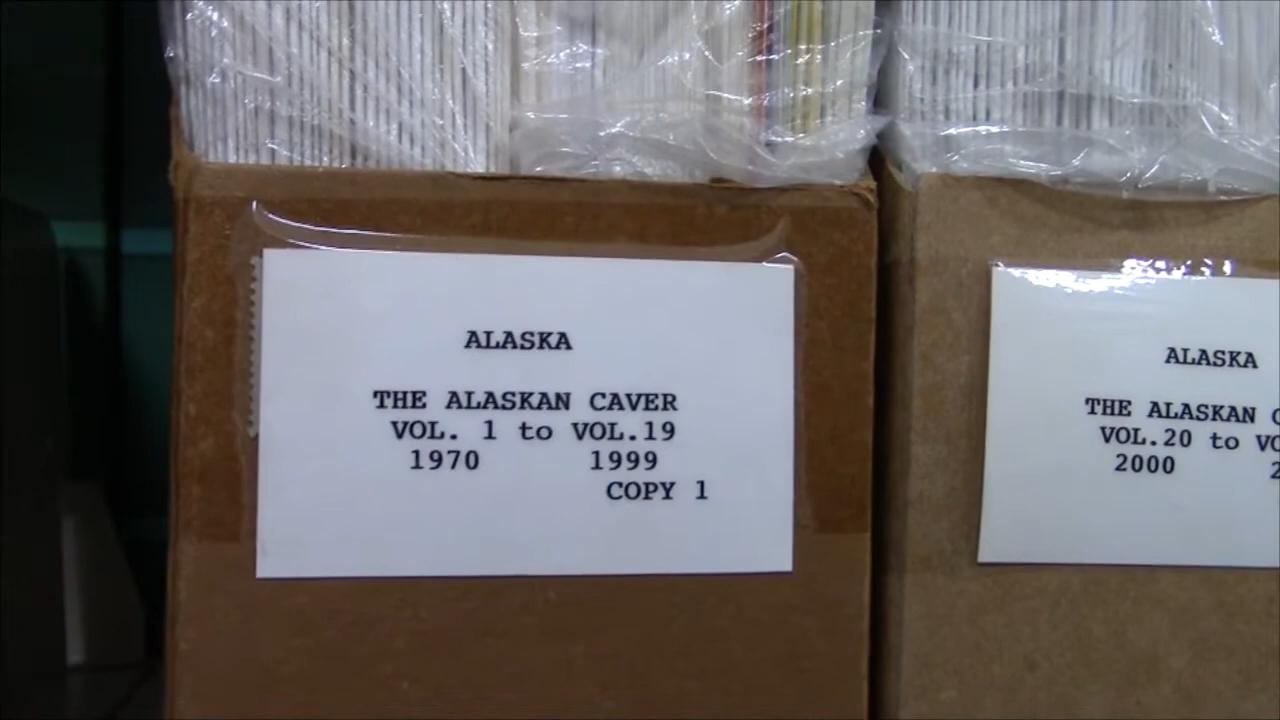 ALASKA
THE ALASKAN CAVER
VOL. 1 to VOL.19
1970 1999
COPY 1
ALASKA
THE ALASKAN
VOL.20 to
2000